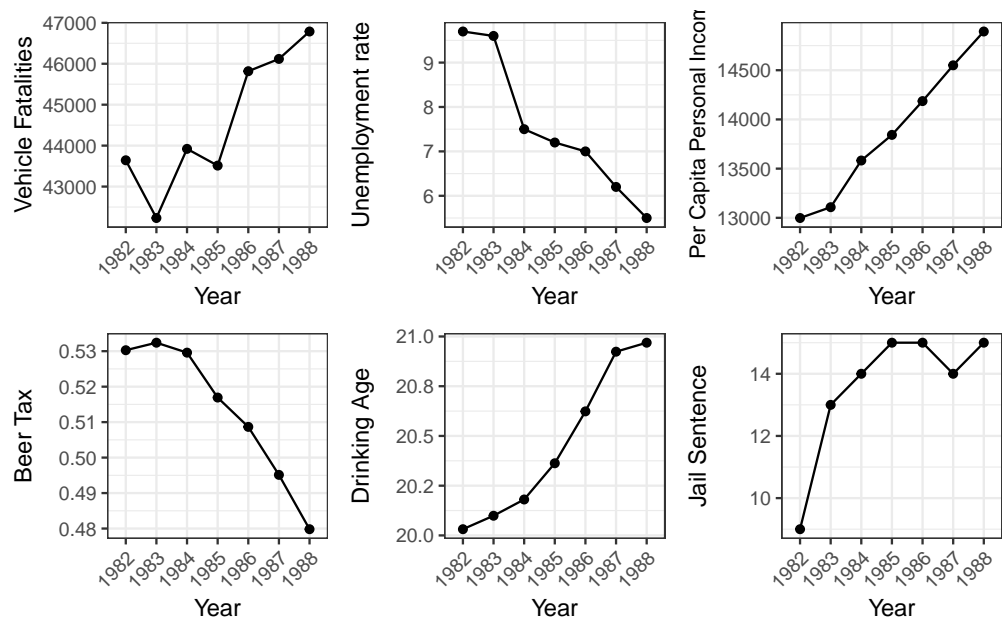 Vehicle Fatalities
47000
46000
45000
44000
43000
1982 1983 1984 1985 1986 1987 1988
Year
Unemployment rate
9
8
7
6
1982 1983 1984 1985 1986 1987 1988
Year
Per Capita Personal Incom
14500
14000
13500
13000
1982 1983 1984 1985 1986 1987 1988
Year
Beer Tax
0.53
0.52
0.51
0.50
0.49
0.48
1982 1983 1984 1985 1986 1987 1988
Year
Drinking Age
21.0
20.8
20.5
20.2
20.0
1982 1983 1984 1985 1986 1987 1988
Year
Jail Sentence
14
12
10
1982 1983 1984 1985 1986 1987 1988
Year